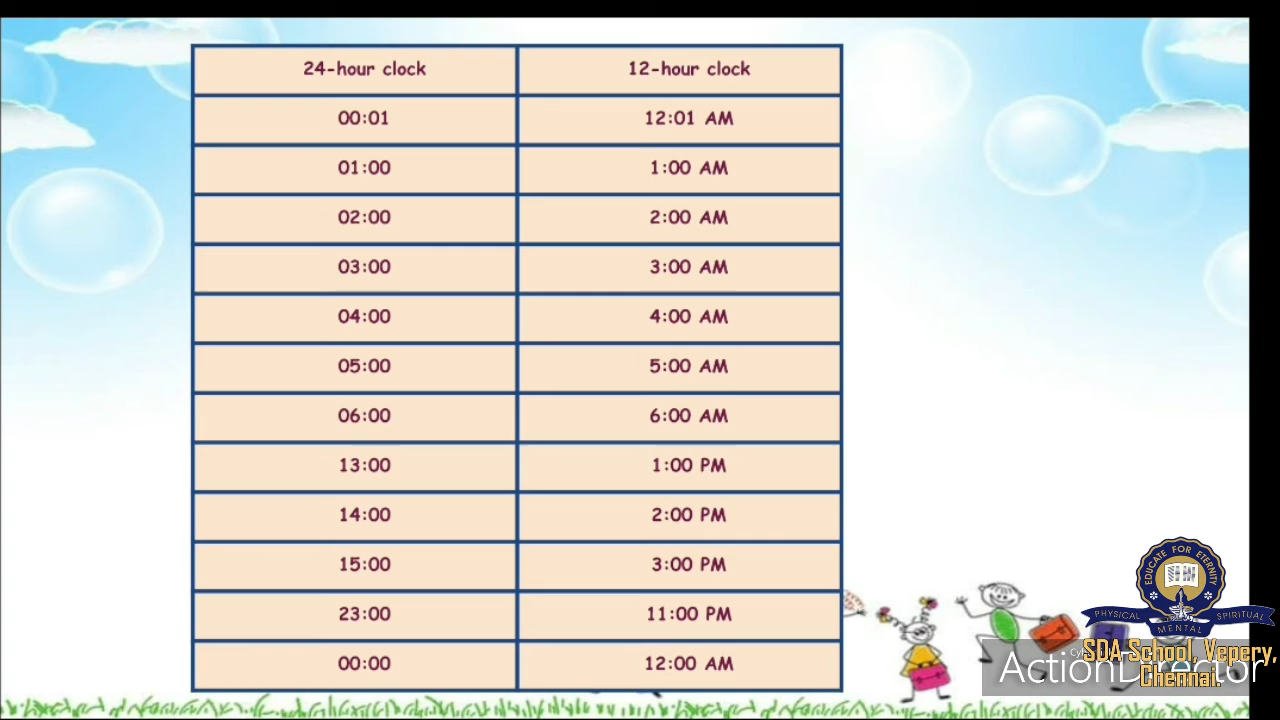 24-hour clock 12-hour clock
00:01 12:01 AM
01:00 1:00 AM
02:00 2:00 AM
03:00 3:00 AM
04:00 4:00 AM
05:00 5:00 AM
06:00 6:00 AM
13:00 1:00 PM
14:00 2:00 PM
15:00 3:00 PM
23:00 11:00 PM
00:00 12:00 AM
EDUCATE FOR ETERNITY
PHYSICAL MENTAL SPIRITUAL
SDA School, Vepery,
Chennai.
ActionDirector